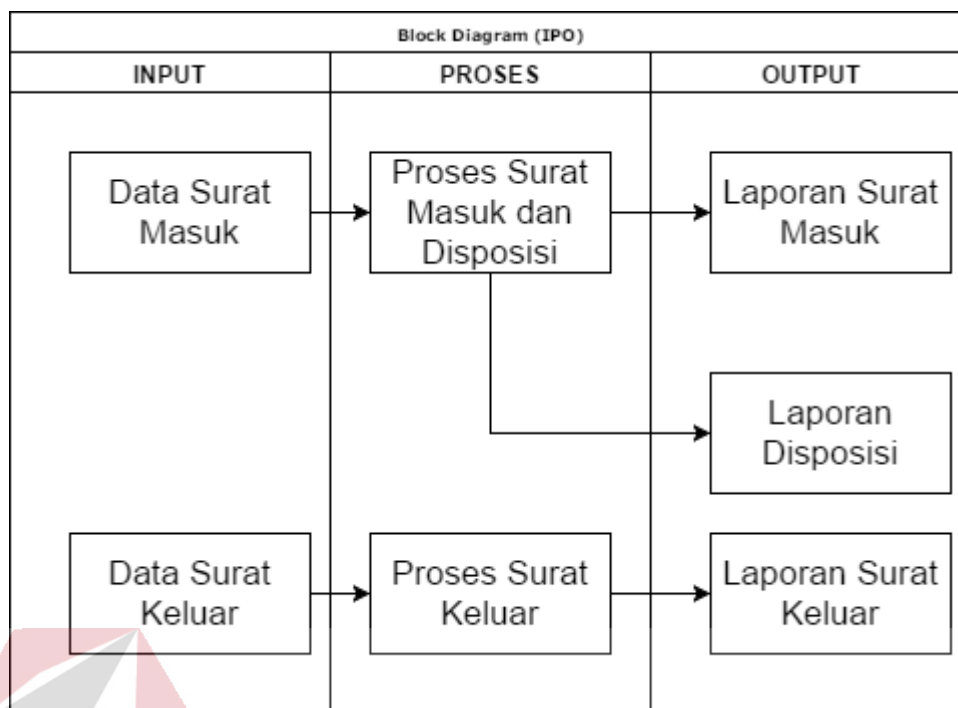 Block Diagram (IPO)
INPUT
PROSES
OUTPUT
Data Surat
Masuk
Proses Surat
Masuk dan
Disposisi
Laporan Surat
Masuk
Laporan
Disposisi
Data Surat
Keluar
Proses Surat
Keluar
Laporan Surat
Keluar